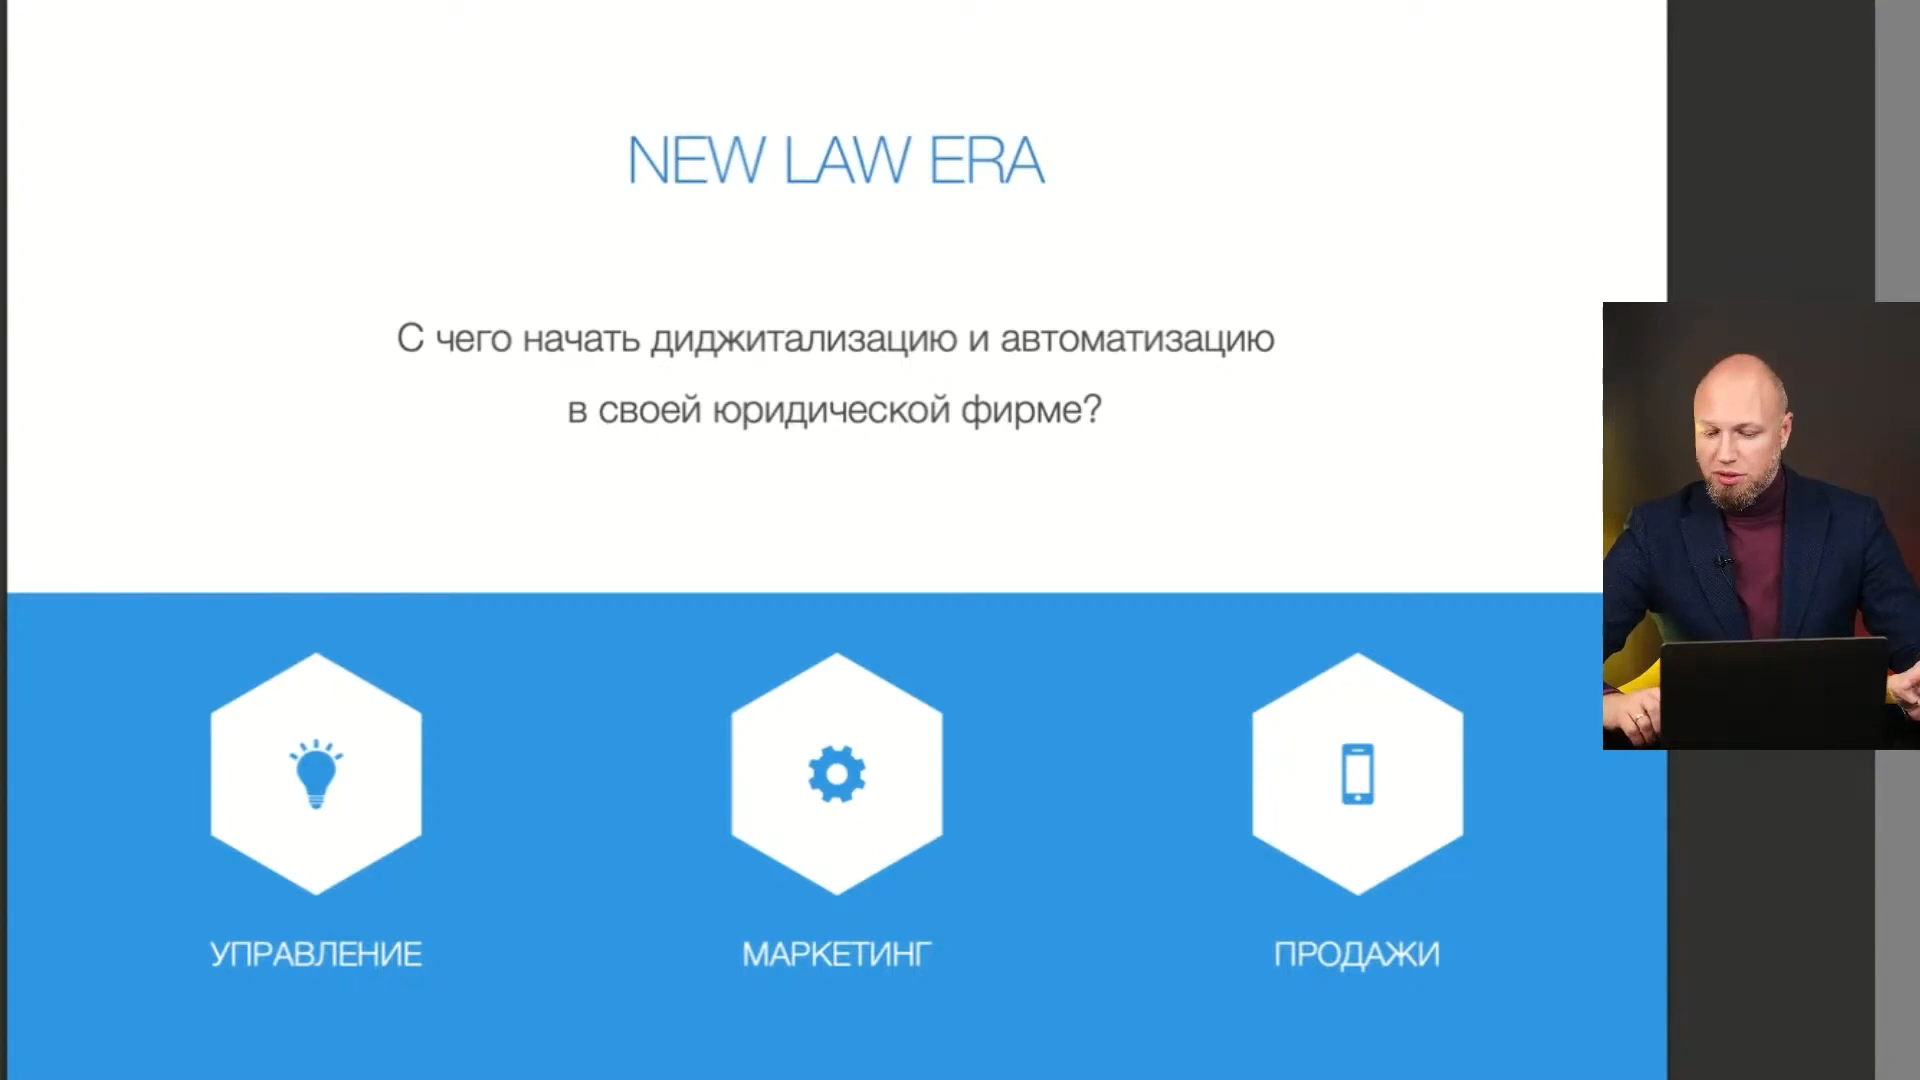 NEW LAW ERA
С чего начать диджитализацию и автоматизацию
в своей юридической фирме?
УПРАВЛЕНИЕ
МАРКЕТИНГ
ПРОДАЖИ